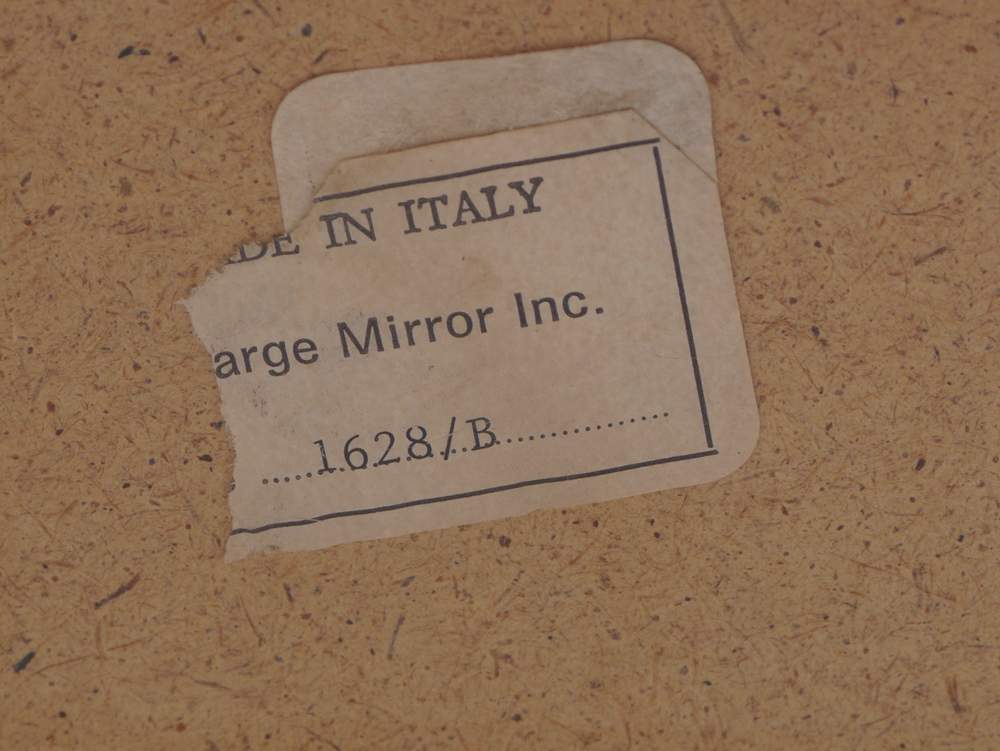 DE IN ITALY
arge Mirror Inc.
1628/B